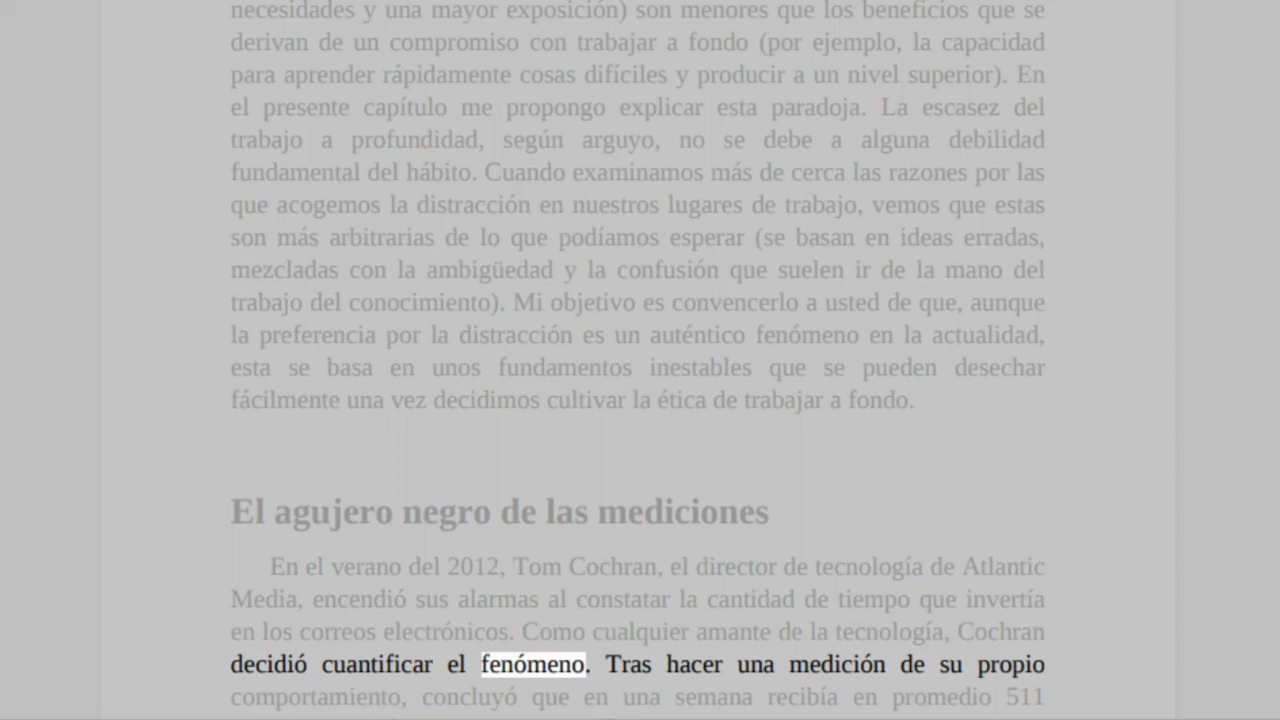 necesidades y una mayor exposición) son menores que los beneficios que se
derivan de un compromiso con trabajar a fondo (por ejemplo, la capacidad
para aprender rápidamente cosas difíciles y producir a un nivel superior). En
el presente capítulo me propongo explicar esta paradoja. La escasez del
trabajo a profundidad, según arguyo, no se debe a alguna debilidad
fundamental del hábito. Cuando examinamos más de cerca las razones por las
que acogemos la distracción en nuestros lugares de trabajo, vemos que estas
son más arbitrarias de lo que podíamos esperar (se basan en ideas erradas,
mezcladas con la ambigüedad y la confusión que suelen ir de la mano del
trabajo del conocimiento). Mi objetivo es convencerlo a usted de que, aunque
la preferencia por la distracción es un auténtico fenómeno en la actualidad,
esta se basa en unos fundamentos inestables que se pueden desechar
fácilmente una vez decidimos cultivar la ética de trabajar a fondo.
El agujero negro de las mediciones
En el verano del 2012, Tom Cochran, el director de tecnología de Atlantic
Media, encendió sus alarmas al constatar la cantidad de tiempo que invertía
en los correos electrónicos. Como cualquier amante de la tecnología, Cochran
decidió cuantificar el fenómeno. Tras hacer una medición de su propio
comportamiento, concluyó que en una semana recibía en promedio 511